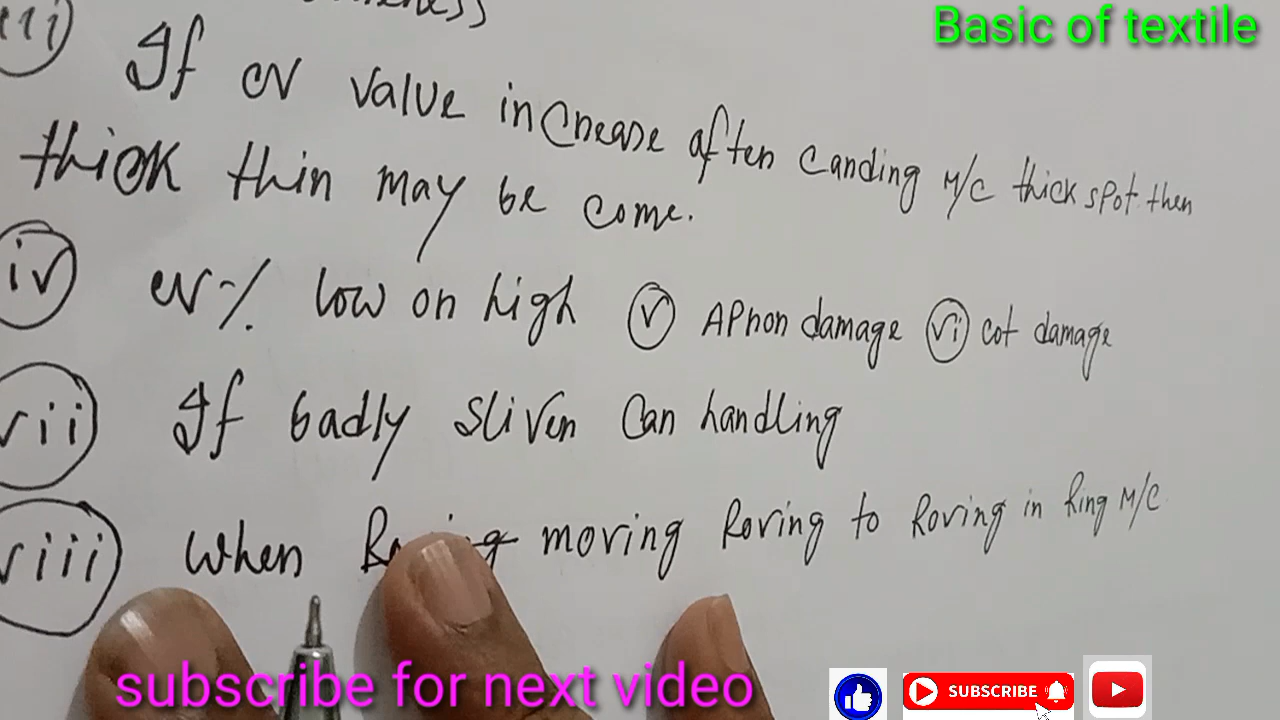 Basic of textile
iii) If CV value increase after carding M/C thick spot then
thick thin may be come.
iv CV% low or high v Apron damage vi cot damage
vii If badly sliver can handling
viii When moving Roving to Roving in Ring M/C
subscribe for next video
SUBSCRIBE